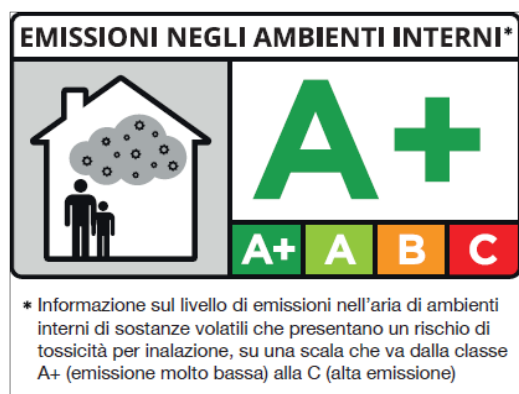 EMISSIONI NEGLI AMBIENTI INTERNI*
A+
A+ A B C
* Informazione sul livello di emissioni nell'aria di ambienti
interni di sostanze volatili che presentano un rischio di
tossicità per inalazione, su una scala che va dalla classe
A+ (emissione molto bassa) alla C (alta emissione)